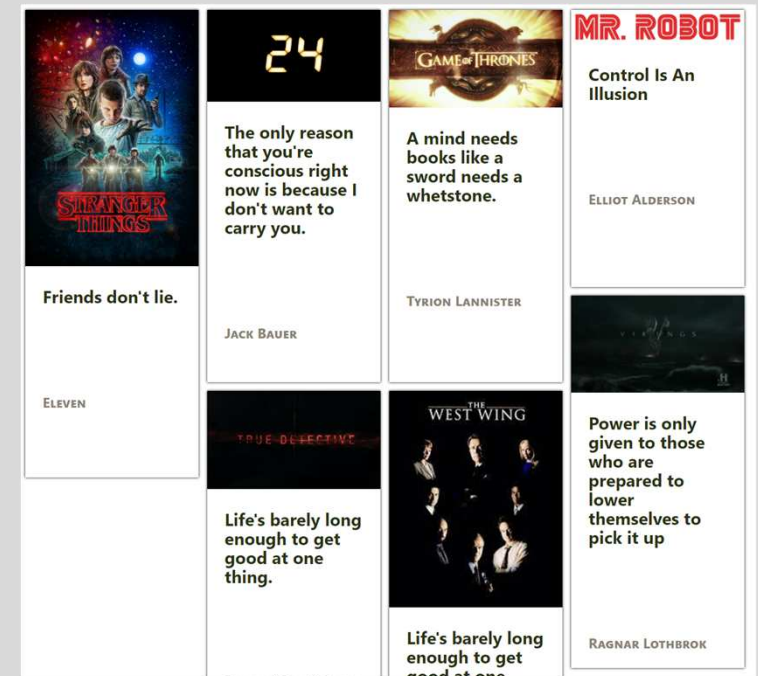 STRANGER
THINGS
Friends don't lie.
ELEVEN
24
The only reason
that you're
conscious right
now is because I
don't want to
carry you.
JACK BAUER
TRUE DETECTIVE
Life's barely long
enough to get
good at one
thing.
GAME OF THRONES
A mind needs
books like a
sword needs a
whetstone.
TYRION LANNISTER
THE
WEST WING
Life's barely long
enough to get
good at one
MR. ROBOT
Control Is An
Illusion
ELLIOT ALDERSON
VIKINGS
H
Power is only
given to those
who are
prepared to
lower
themselves to
pick it up
RAGNAR LOTHBROK